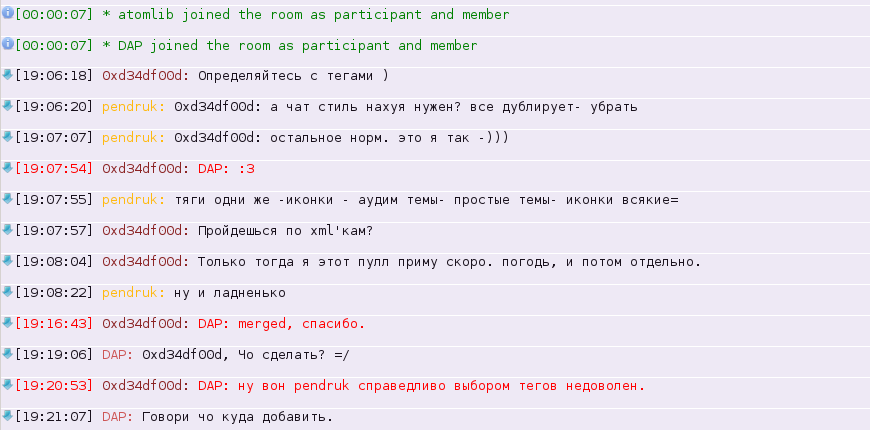 [00:00:07] * atomlib joined the room as participant and member
[00:00:07] * DAP joined the room as participant and member
[19:06:18] 0xd34df00d: Определяйтесь с тегами )
[19:06:20] pendruk: 0xd34df00d: а чат стиль нахуя нужен? все дублирует- убрать
[19:07:07] pendruk: 0xd34df00d: остальное норм. это я так -)))
[19:07:54] 0xd34df00d: DAP: :3
[19:07:55] pendruk: тяги одни же -иконки - аудим темы- простые темы- иконки всякие=
[19:07:57] 0xd34df00d: Пройдешься по xml'кам?
[19:08:04] 0xd34df00d: Только тогда я этот пулл приму скоро. погодь, и потом отдельно.
[19:08:22] pendruk: ну и ладненько
[19:16:43] 0xd34df00d: DAP: merged, спасибо.
[19:19:06] DAP: 0xd34df00d, Чо сделать? =/
[19:20:53] 0xd34df00d: DAP: ну вон pendruk справедливо выбором тегов недоволен.
[19:21:07] DAP: Говори чо куда добавить.